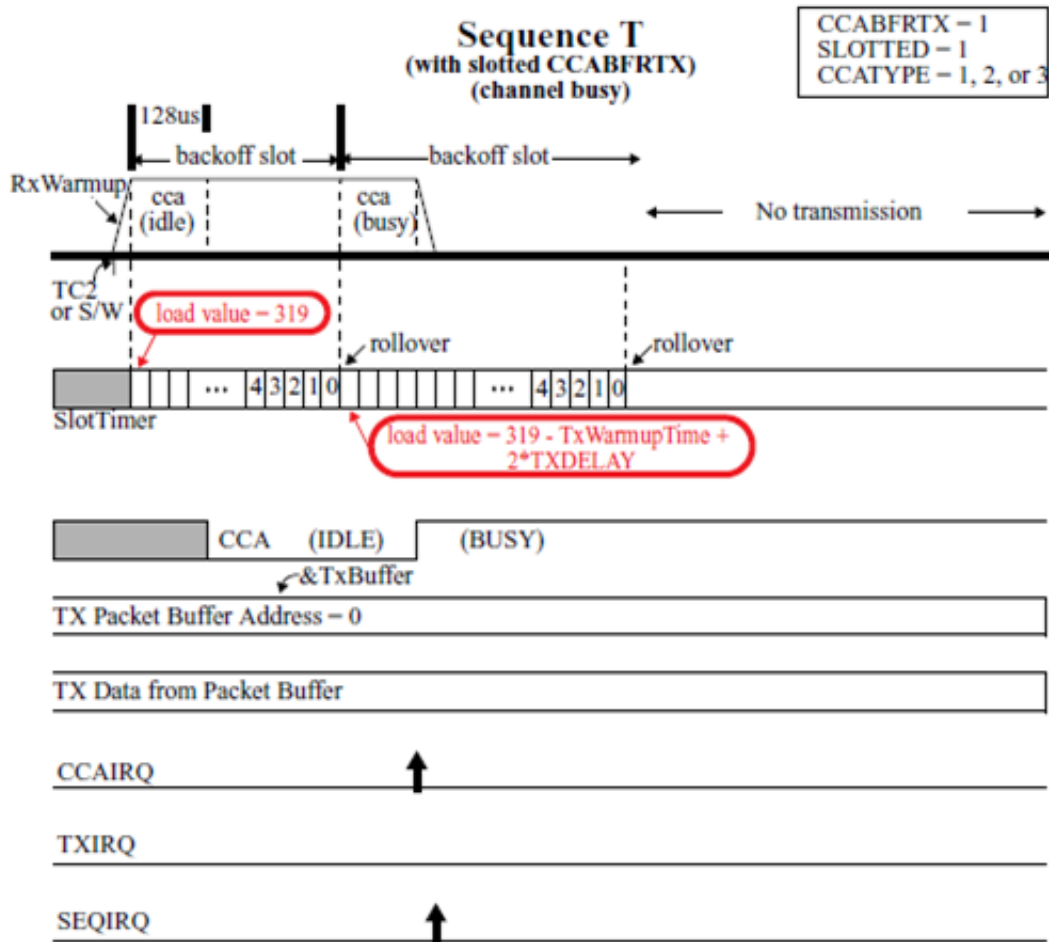 Sequence T
(with slotted CCABFRTX)
(channel busy)
CCABFRTX – 1
SLOTTED – 1
CCATYPE – 1, 2, or 3
128us
backoff slot
backoff slot
RxWarmup
cca
(idle)
cca
(busy)
No transmission
TC2
or S/W
load value – 319
rollover
rollover
... 4 3 2 1 0
... 4 3 2 1 0
SlotTimer
load value – 319 - TxWarmupTime +
2*TXDELAY
CCA (IDLE) (BUSY)
&TxBuffer
TX Packet Buffer Address – 0
TX Data from Packet Buffer
CCAIRQ
TXIRQ
SEQIRQ